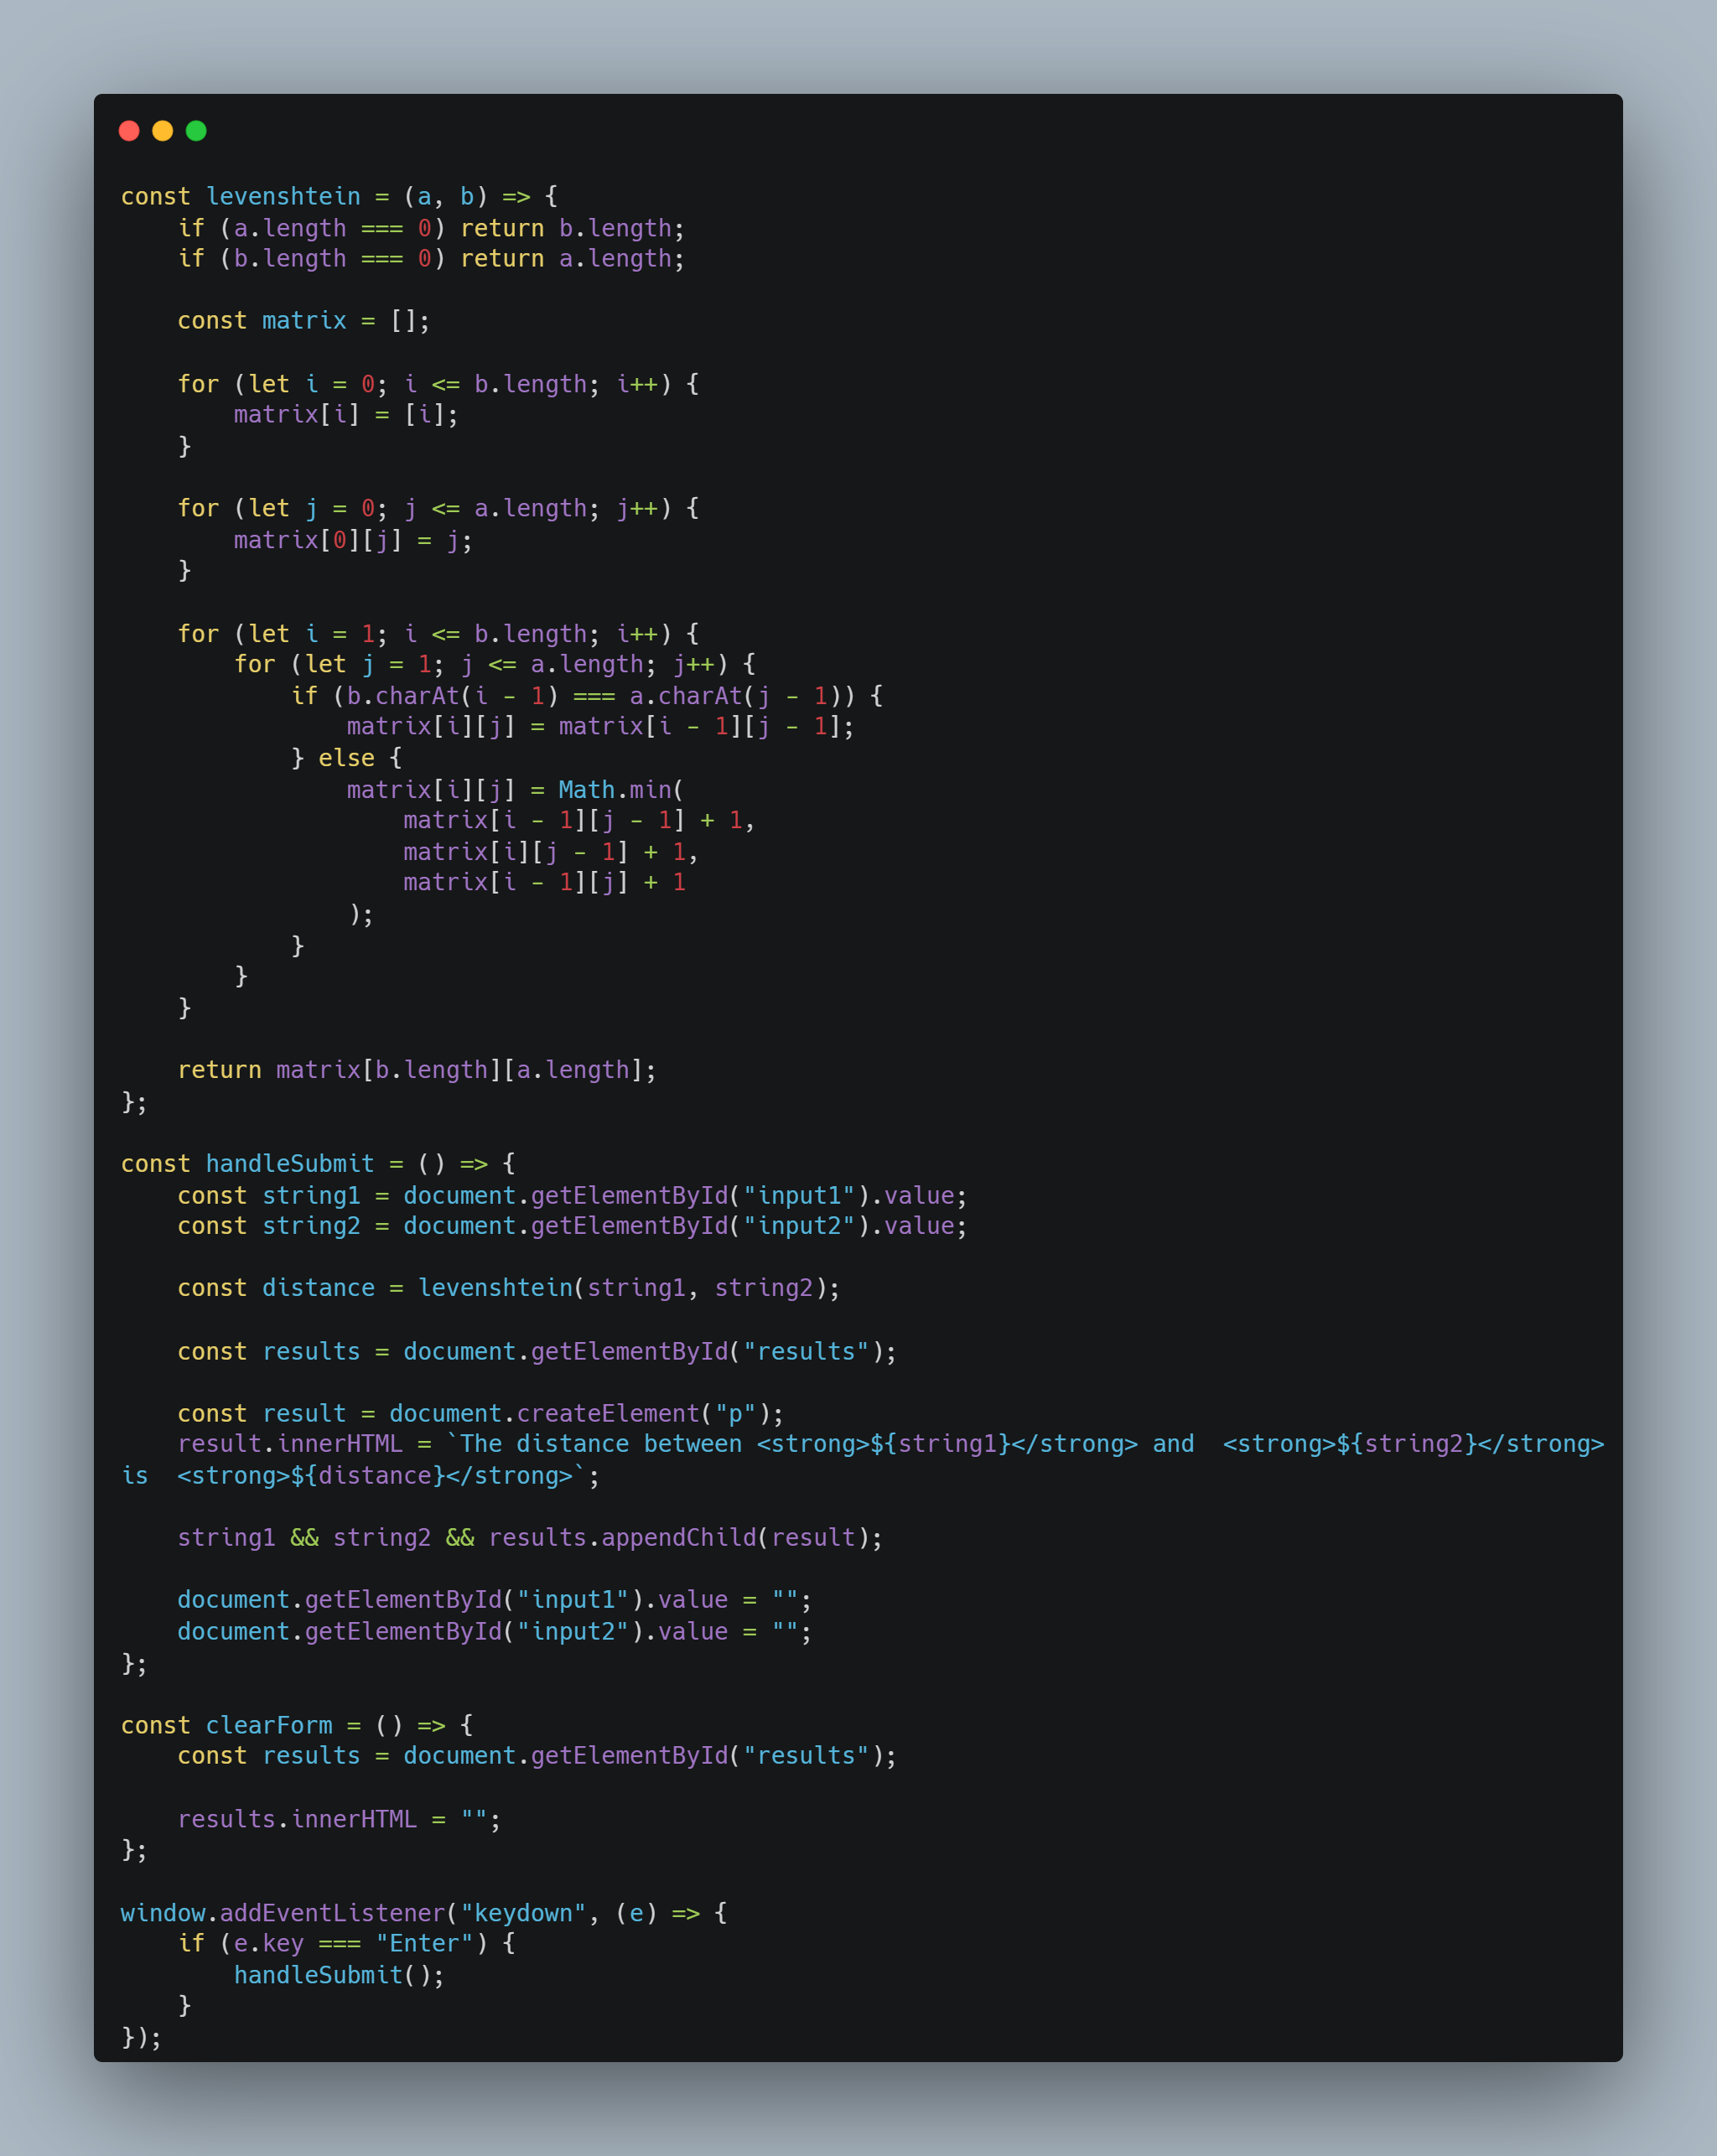 const levenshtein = (a, b) => {
    if (a.length === 0) return b.length;
    if (b.length === 0) return a.length;

    const matrix = [];

    for (let i = 0; i <= b.length; i++) {
        matrix[i] = [i];
    }

    for (let j = 0; j <= a.length; j++) {
        matrix[0][j] = j;
    }

    for (let i = 1; i <= b.length; i++) {
        for (let j = 1; j <= a.length; j++) {
            if (b.charAt(i - 1) === a.charAt(j - 1)) {
                matrix[i][j] = matrix[i - 1][j - 1];
            } else {
                matrix[i][j] = Math.min(
                    matrix[i - 1][j - 1] + 1,
                    matrix[i][j - 1] + 1,
                    matrix[i - 1][j] + 1
                );
            }
        }
    }

    return matrix[b.length][a.length];
};

const handleSubmit = () => {
    const string1 = document.getElementById("input1").value;
    const string2 = document.getElementById("input2").value;

    const distance = levenshtein(string1, string2);

    const results = document.getElementById("results");

    const result = document.createElement("p");
    result.innerHTML = `The distance between <strong>${string1}</strong> and  <strong>${string2}</strong>
is  <strong>${distance}</strong>`;

    string1 && string2 && results.appendChild(result);

    document.getElementById("input1").value = "";
    document.getElementById("input2").value = "";
};

const clearForm = () => {
    const results = document.getElementById("results");

    results.innerHTML = "";
};

window.addEventListener("keydown", (e) => {
    if (e.key === "Enter") {
        handleSubmit();
    }
});